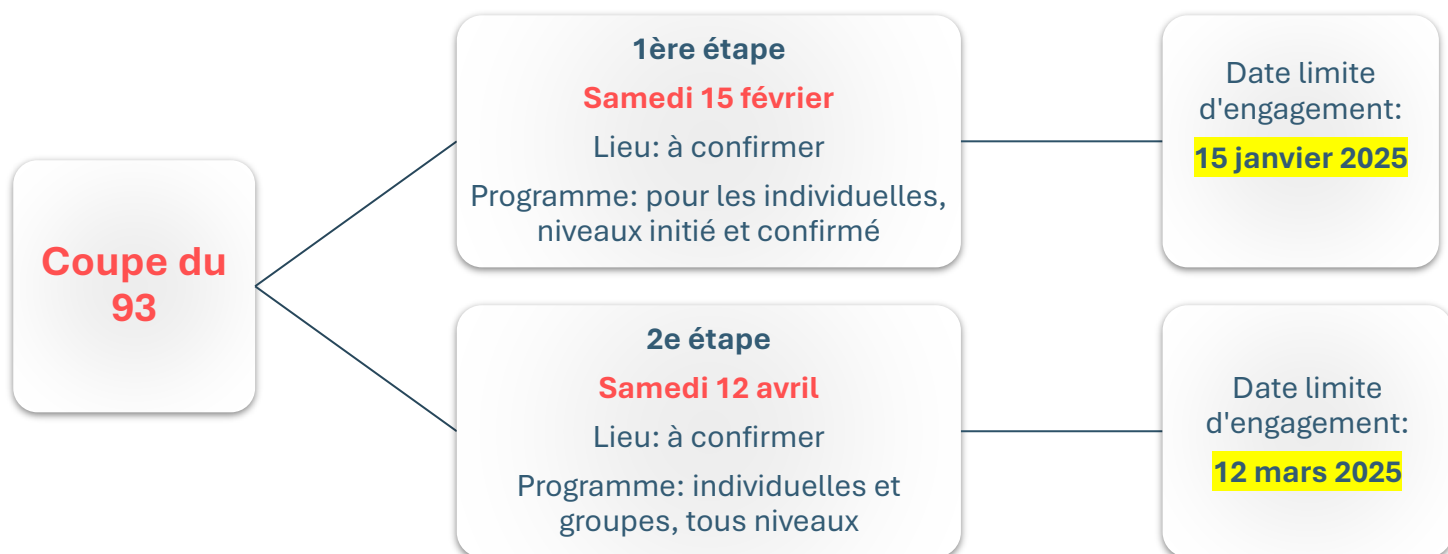 Coupe du
93
1ère étape
Samedi 15 février
Lieu: à confirmer
Programme: pour les individuelles,
niveaux initié et confirmé
Date limite
d'engagement:
15 janvier 2025
2e étape
Samedi 12 avril
Lieu: à confirmer
Programme: individuelles et
groupes, tous niveaux
Date limite
d'engagement:
12 mars 2025